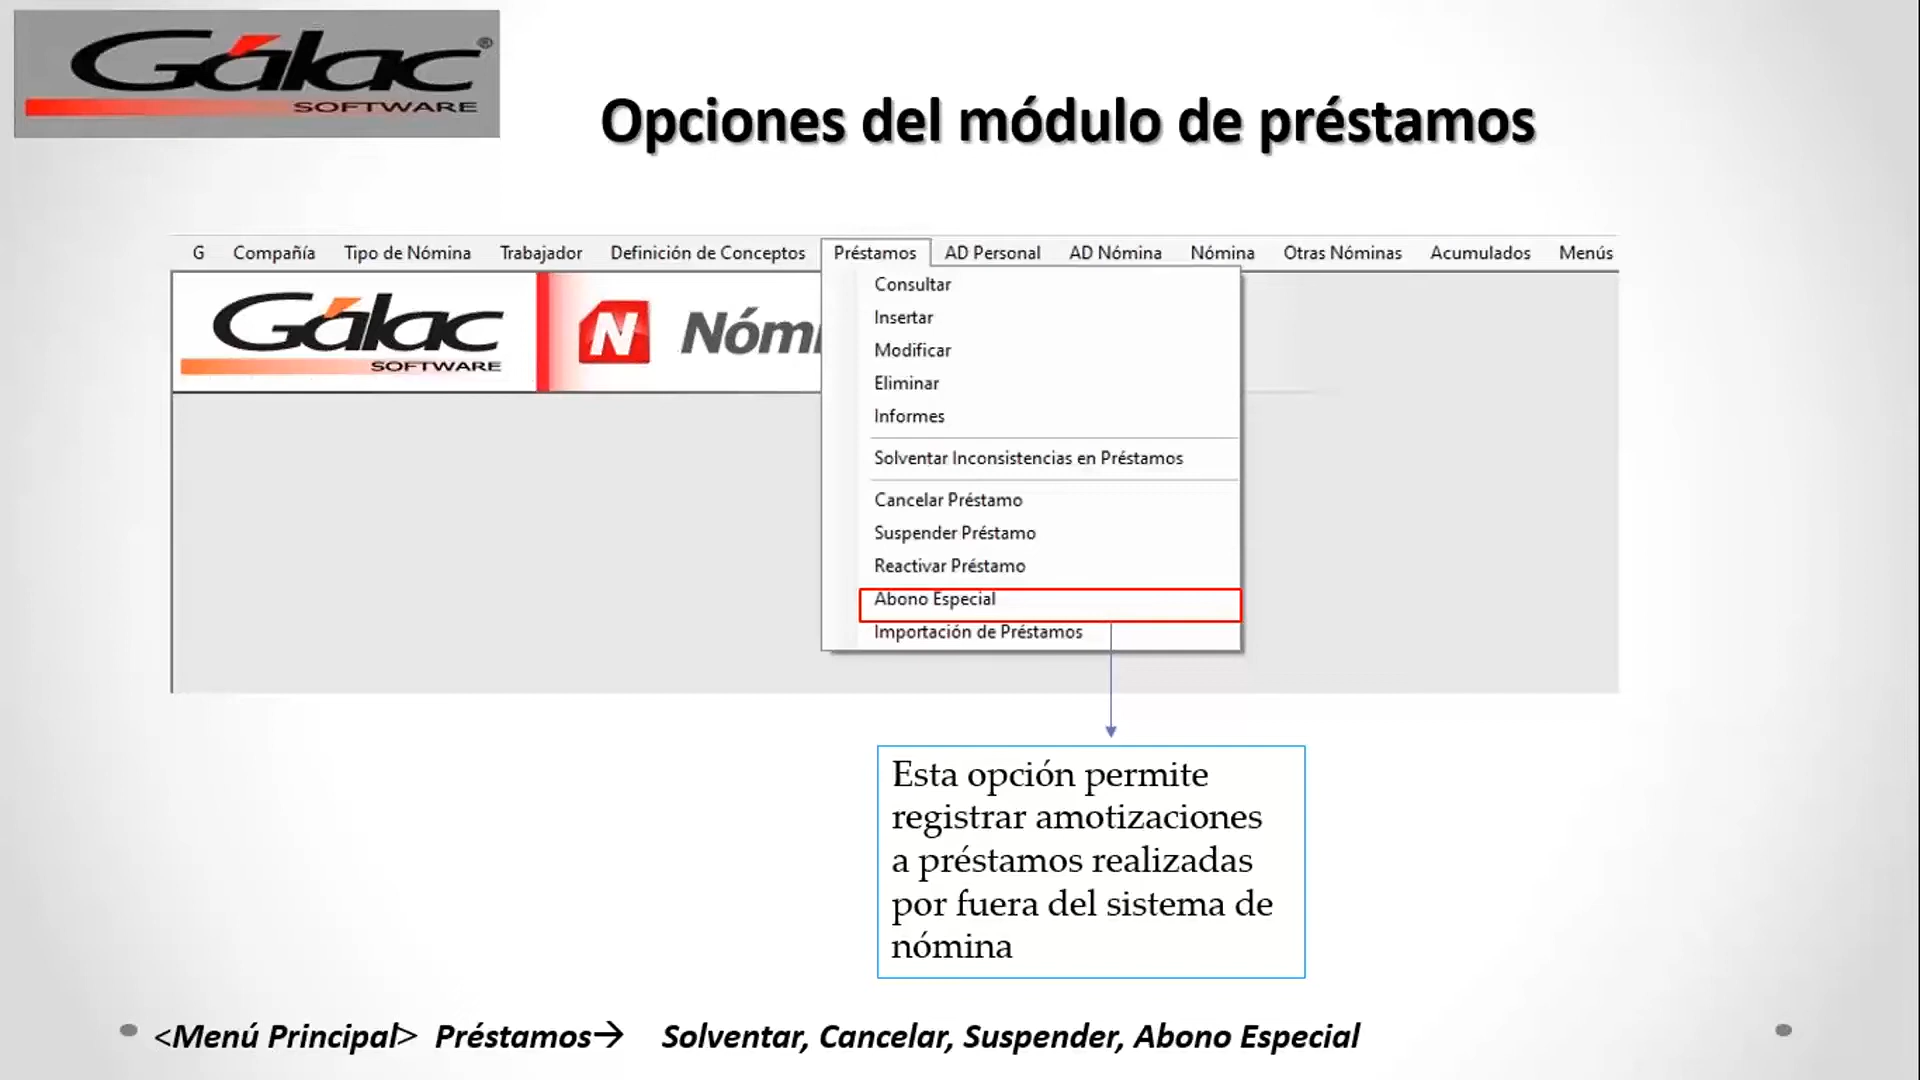 Gálac®
SOFTWARE
Opciones del módulo de préstamos
G Compañía Tipo de Nómina Trabajador Definición de Conceptos Préstamos AD Personal AD Nómina Nómina Otras Nóminas Acumulados Menús
Gálac
SOFTWARE
N Nóm
Consultar
Insertar
Modificar
Eliminar
Informes
Solventar Inconsistencias en Préstamos
Cancelar Préstamo
Suspender Préstamo
Reactivar Préstamo
Abono Especial
Importación de Préstamos
Esta opción permite
registrar amotizaciones
a préstamos realizadas
por fuera del sistema de
nómina
<Menú Principal> Préstamos→ Solventar, Cancelar, Suspender, Abono Especial